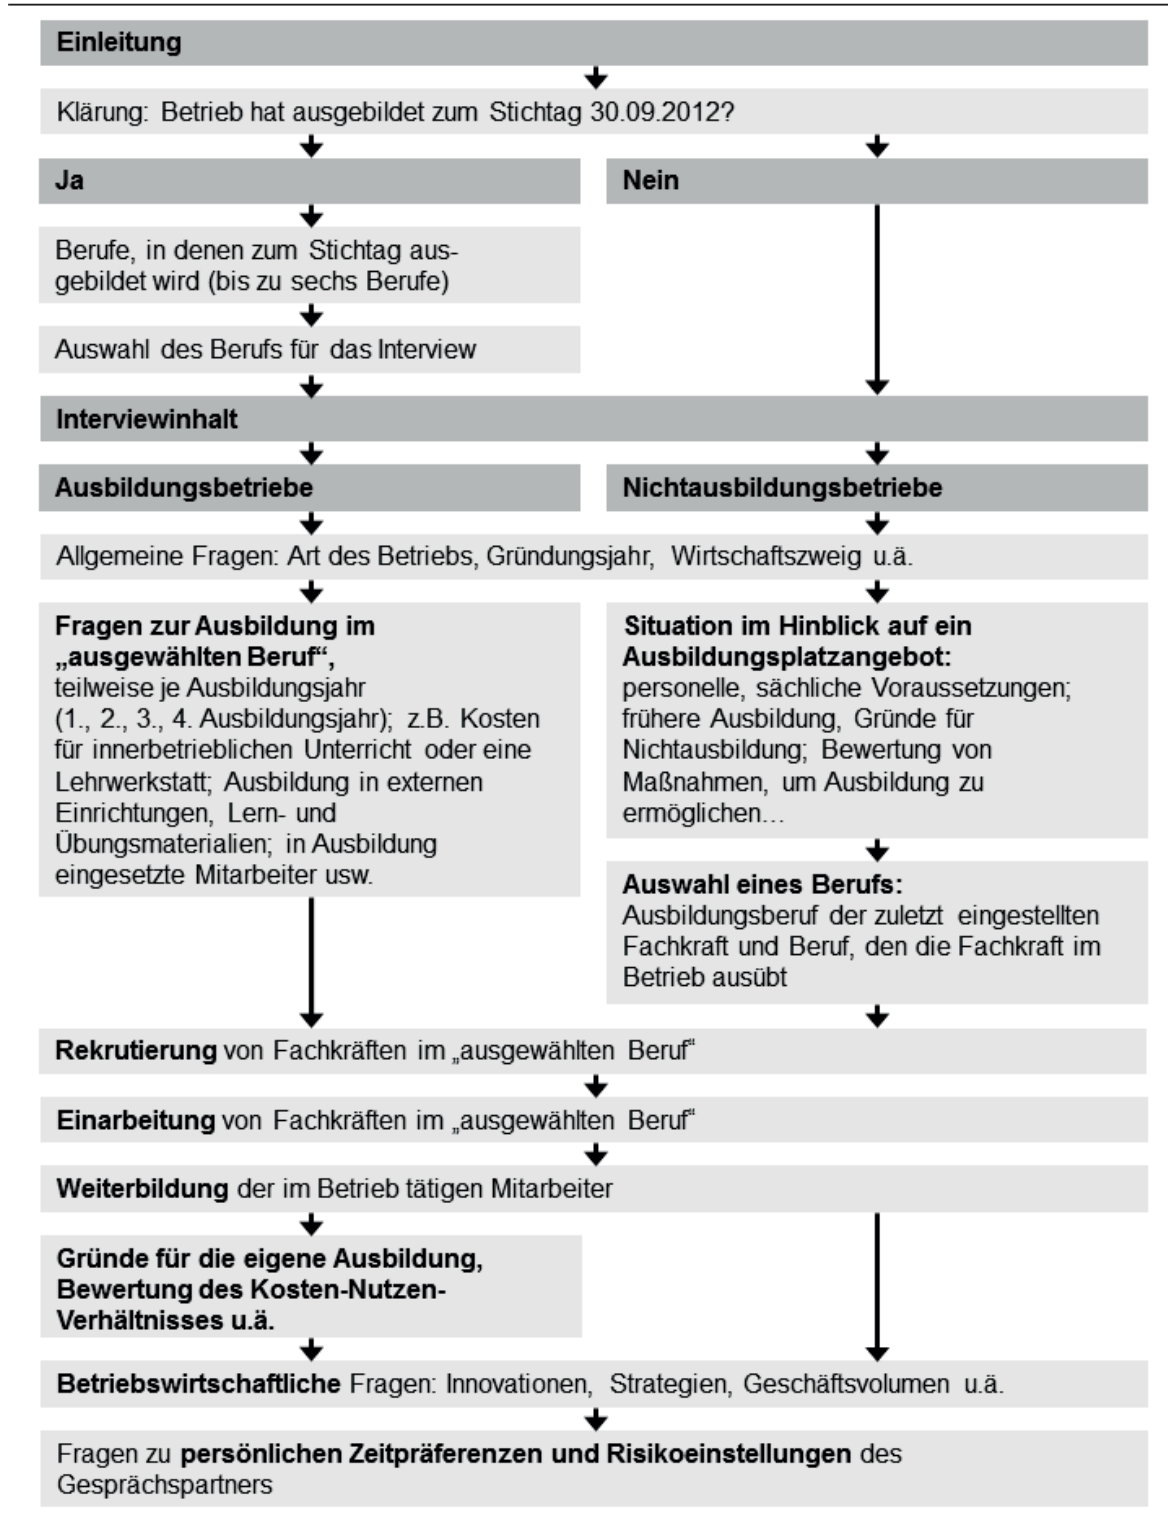 Einleitung
Klärung: Betrieb hat ausgebildet zum Stichtag 30.09.2012?
Ja
Nein
Berufe, in denen zum Stichtag aus-
gebildet wird (bis zu sechs Berufe)
Auswahl des Berufs für das Interview
Interviewinhalt
Ausbildungsbetriebe
Nichtausbildungsbetriebe
Allgemeine Fragen: Art des Betriebs, Gründungsjahr, Wirtschaftszweig u.ä.
Fragen zur Ausbildung im
„ausgewählten Beruf“,
teilweise je Ausbildungsjahr
(1., 2., 3., 4. Ausbildungsjahr); z.B. Kosten
für innerbetrieblichen Unterricht oder eine
Lehrwerkstatt; Ausbildung in externen
Einrichtungen, Lern- und
Übungsmaterialien; in Ausbildung
eingesetzte Mitarbeiter usw.
Situation im Hinblick auf ein
Ausbildungsplatzangebot:
personelle, sächliche Voraussetzungen;
frühere Ausbildung, Gründe für
Nichtausbildung; Bewertung von
Maßnahmen, um Ausbildung zu
ermöglichen…
Auswahl eines Berufs:
Ausbildungsberuf der zuletzt eingestellten
Fachkraft und Beruf, den die Fachkraft im
Betrieb ausübt
Rekrutierung von Fachkräften im „ausgewählten Beruf“
Einarbeitung von Fachkräften im „ausgewählten Beruf“
Weiterbildung der im Betrieb tätigen Mitarbeiter
Gründe für die eigene Ausbildung,
Bewertung des Kosten-Nutzen-
Verhältnisses u.ä.
Betriebswirtschaftliche Fragen: Innovationen, Strategien, Geschäftsvolumen u.ä.
Fragen zu persönlichen Zeitpräferenzen und Risikoeinstellungen des
Gesprächspartners